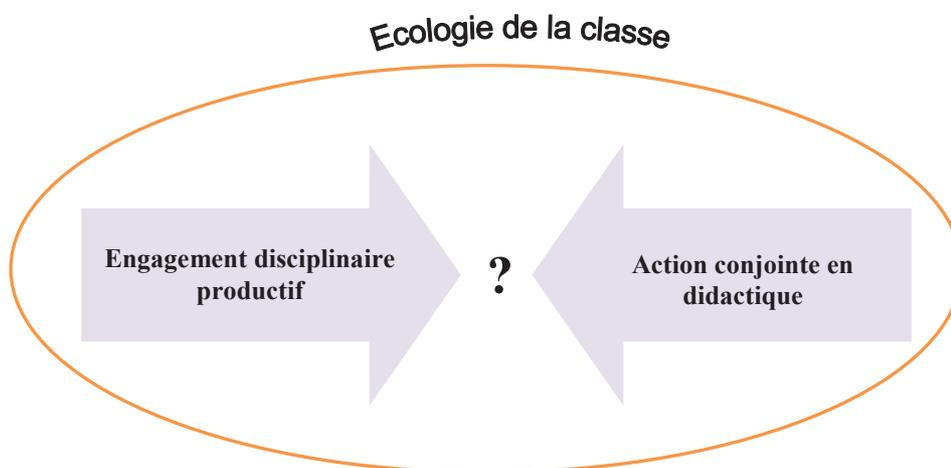 Ecologie de la classe
Engagement disciplinaire
productif
?
Action conjointe en
didactique